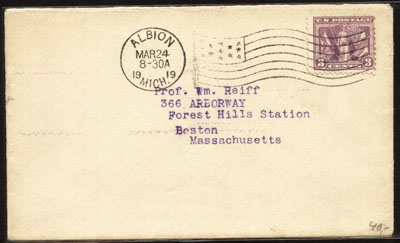 ALBION
MAR 24
8-30A
1919
MICH.
U.S. POSTAGE
3 3
Prof. Wm. Reiff
366 ARBORWAY
Forest Hills Station
Boston
Massachusetts